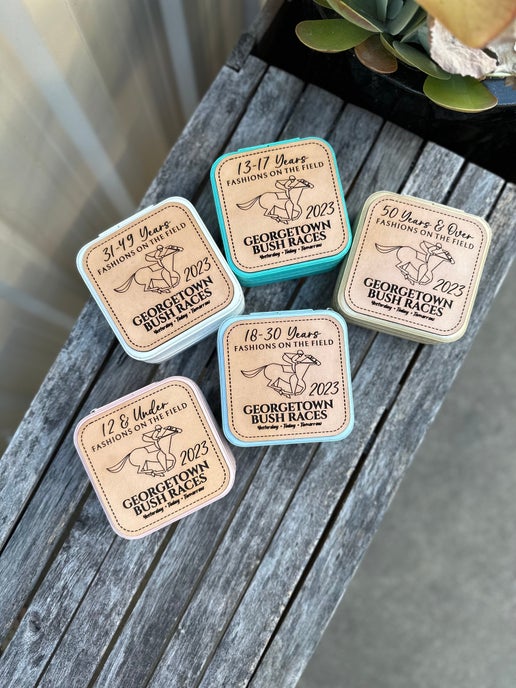 13-17 Years
FASHIONS ON THE FIELD
2023
GEORGETOWN
BUSH RACES
Yesterday • Today • Tomorrow
50 Years & Over
FASHIONS ON THE FIELD
2023
GEORGETOWN
BUSH RACES
Yesterday • Today • Tomorrow
31-49 Years
FASHIONS ON THE FIELD
2023
GEORGETOWN
BUSH RACES
Yesterday • Today • Tomorrow
18-30 Years
FASHIONS ON THE FIELD
2023
GEORGETOWN
BUSH RACES
Yesterday • Today • Tomorrow
12 & Under
FASHIONS ON THE FIELD
2023
GEORGETOWN
BUSH RACES
Yesterday • Today • Tomorrow